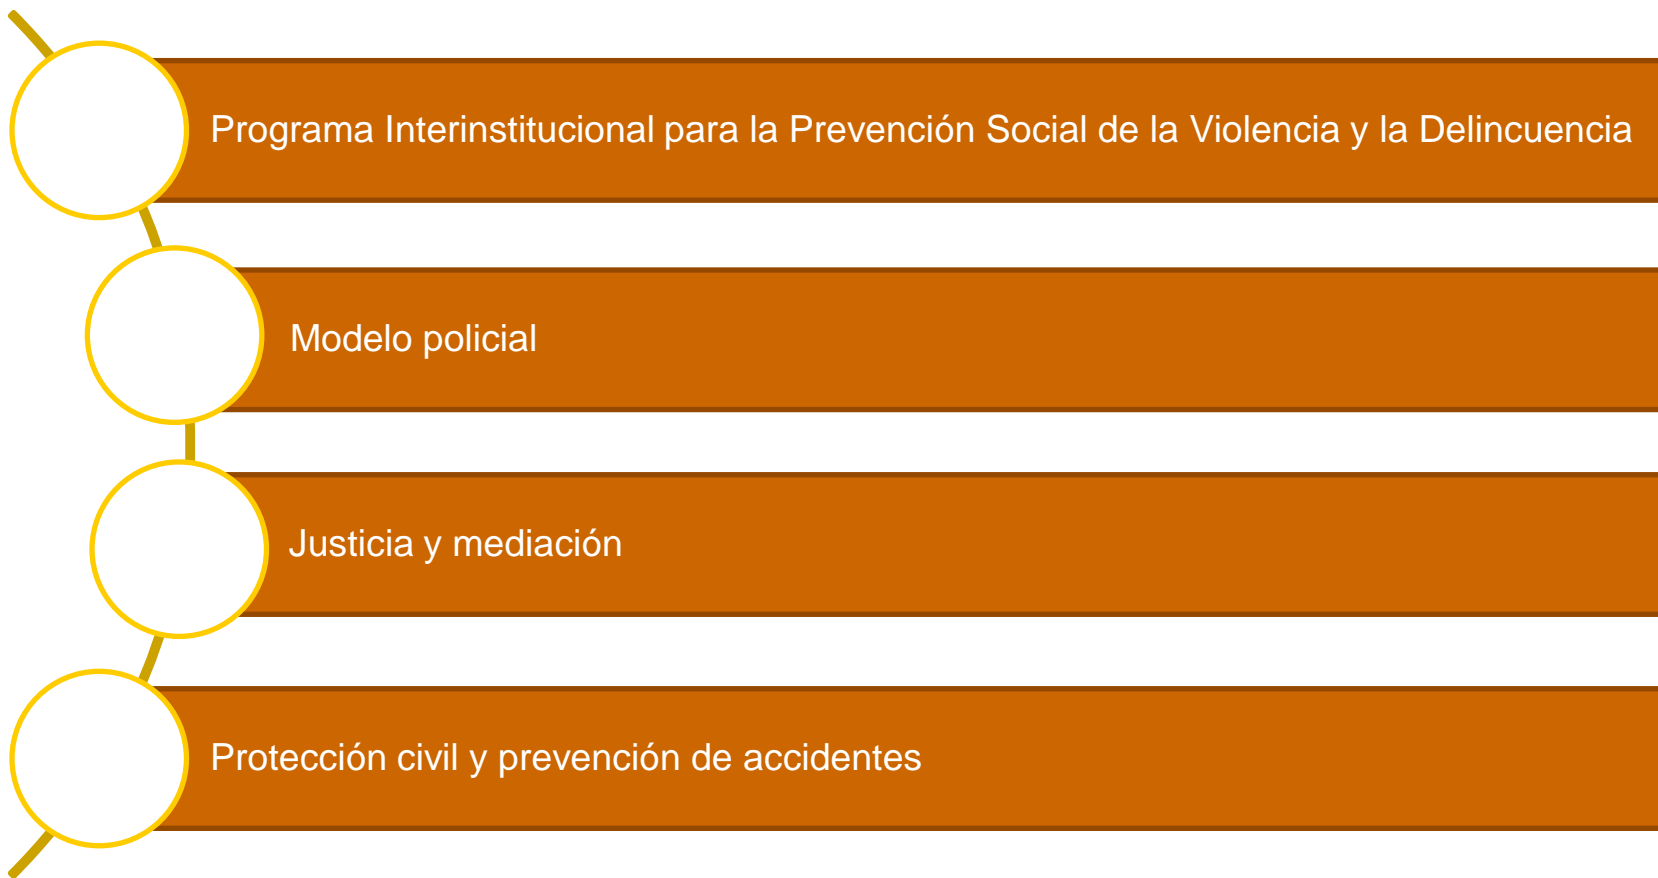 Programa Interinstitucional para la Prevención Social de la Violencia y la Delincuencia
Modelo policial
Justicia y mediación
Protección civil y prevención de accidentes